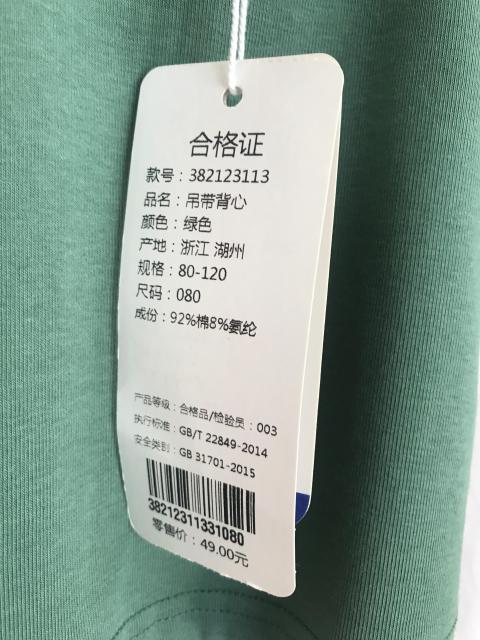 合格证
款号：382123113
品名：吊带背心
颜色：绿色
产地：浙江 湖州
规格：80-120
尺码：080
成份：92%棉8%氨纶
产品等级：合格品/检验员：003
执行标准：GB/T 22849-2014
安全类别：GB 31701-2015
38212311331080
零售价：49.00元